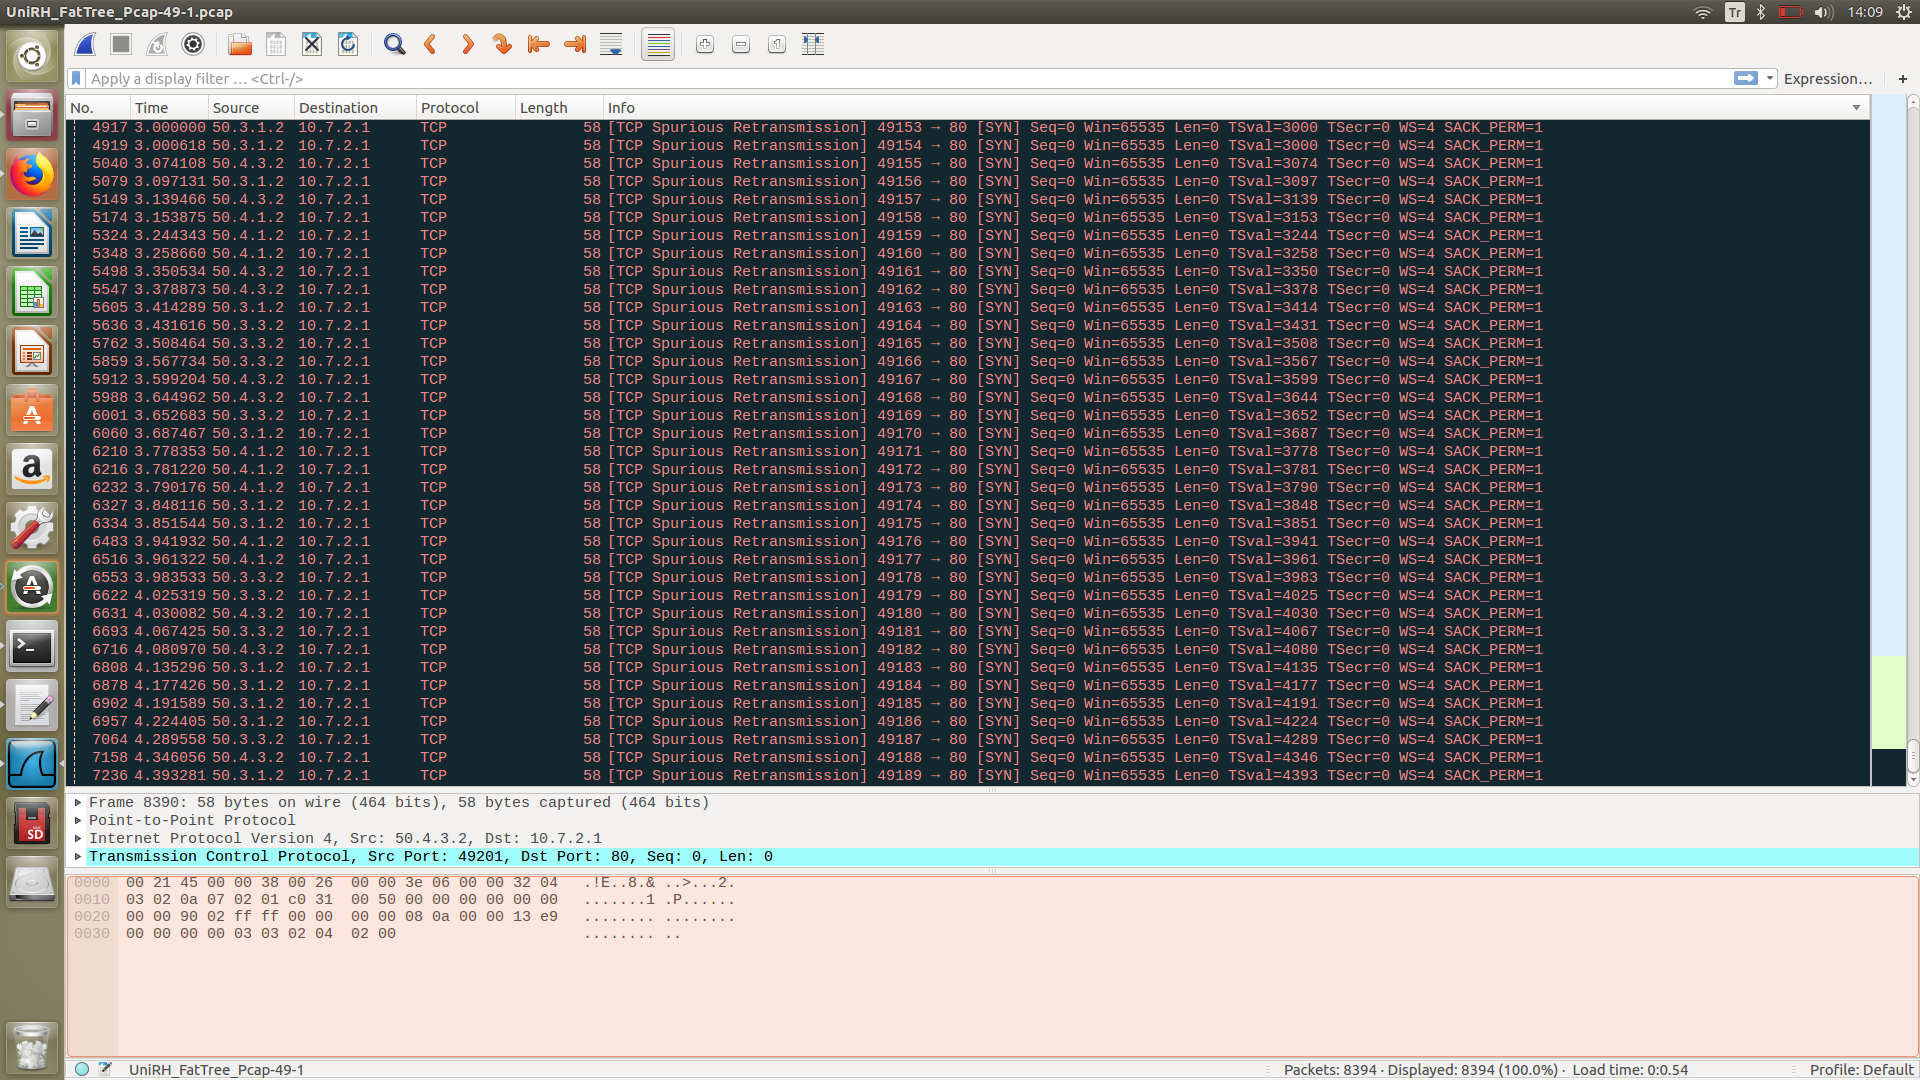 UniRH_FatTree_Pcap-49-1.pcap
Tr
14:09
Apply a display filter … <Ctrl-/>
Expression…
+
No. Time Source Destination Protocol Length Info
4917 3.000000 50.3.1.2 10.7.2.1 TCP 58 [TCP Spurious Retransmission] 49153 → 80 [SYN] Seq=0 Win=65535 Len=0 TSval=3000 TSecr=0 WS=4 SACK_PERM=1
4919 3.000618 50.3.1.2 10.7.2.1 TCP 58 [TCP Spurious Retransmission] 49154 → 80 [SYN] Seq=0 Win=65535 Len=0 TSval=3000 TSecr=0 WS=4 SACK_PERM=1
5040 3.074108 50.4.3.2 10.7.2.1 TCP 58 [TCP Spurious Retransmission] 49155 → 80 [SYN] Seq=0 Win=65535 Len=0 TSval=3074 TSecr=0 WS=4 SACK_PERM=1
5079 3.097131 50.3.1.2 10.7.2.1 TCP 58 [TCP Spurious Retransmission] 49156 → 80 [SYN] Seq=0 Win=65535 Len=0 TSval=3097 TSecr=0 WS=4 SACK_PERM=1
5149 3.139466 50.4.1.2 10.7.2.1 TCP 58 [TCP Spurious Retransmission] 49157 → 80 [SYN] Seq=0 Win=65535 Len=0 TSval=3139 TSecr=0 WS=4 SACK_PERM=1
5174 3.153875 50.4.1.2 10.7.2.1 TCP 58 [TCP Spurious Retransmission] 49158 → 80 [SYN] Seq=0 Win=65535 Len=0 TSval=3153 TSecr=0 WS=4 SACK_PERM=1
5324 3.244343 50.4.1.2 10.7.2.1 TCP 58 [TCP Spurious Retransmission] 49159 → 80 [SYN] Seq=0 Win=65535 Len=0 TSval=3244 TSecr=0 WS=4 SACK_PERM=1
5348 3.258660 50.4.3.2 10.7.2.1 TCP 58 [TCP Spurious Retransmission] 49160 → 80 [SYN] Seq=0 Win=65535 Len=0 TSval=3258 TSecr=0 WS=4 SACK_PERM=1
5498 3.350534 50.4.3.2 10.7.2.1 TCP 58 [TCP Spurious Retransmission] 49161 → 80 [SYN] Seq=0 Win=65535 Len=0 TSval=3350 TSecr=0 WS=4 SACK_PERM=1
5547 3.378873 50.4.3.2 10.7.2.1 TCP 58 [TCP Spurious Retransmission] 49162 → 80 [SYN] Seq=0 Win=65535 Len=0 TSval=3378 TSecr=0 WS=4 SACK_PERM=1
5605 3.414289 50.4.1.2 10.7.2.1 TCP 58 [TCP Spurious Retransmission] 49163 → 80 [SYN] Seq=0 Win=65535 Len=0 TSval=3414 TSecr=0 WS=4 SACK_PERM=1
5636 3.431616 50.3.3.2 10.7.2.1 TCP 58 [TCP Spurious Retransmission] 49164 → 80 [SYN] Seq=0 Win=65535 Len=0 TSval=3431 TSecr=0 WS=4 SACK_PERM=1
5762 3.508464 50.3.3.2 10.7.2.1 TCP 58 [TCP Spurious Retransmission] 49165 → 80 [SYN] Seq=0 Win=65535 Len=0 TSval=3508 TSecr=0 WS=4 SACK_PERM=1
5859 3.567734 50.3.3.2 10.7.2.1 TCP 58 [TCP Spurious Retransmission] 49166 → 80 [SYN] Seq=0 Win=65535 Len=0 TSval=3567 TSecr=0 WS=4 SACK_PERM=1
5912 3.599204 50.4.3.2 10.7.2.1 TCP 58 [TCP Spurious Retransmission] 49167 → 80 [SYN] Seq=0 Win=65535 Len=0 TSval=3599 TSecr=0 WS=4 SACK_PERM=1
5988 3.644962 50.4.3.2 10.7.2.1 TCP 58 [TCP Spurious Retransmission] 49168 → 80 [SYN] Seq=0 Win=65535 Len=0 TSval=3644 TSecr=0 WS=4 SACK_PERM=1
6001 3.652683 50.3.1.2 10.7.2.1 TCP 58 [TCP Spurious Retransmission] 49169 → 80 [SYN] Seq=0 Win=65535 Len=0 TSval=3652 TSecr=0 WS=4 SACK_PERM=1
6060 3.687467 50.3.1.2 10.7.2.1 TCP 58 [TCP Spurious Retransmission] 49170 → 80 [SYN] Seq=0 Win=65535 Len=0 TSval=3687 TSecr=0 WS=4 SACK_PERM=1
6210 3.778353 50.4.1.2 10.7.2.1 TCP 58 [TCP Spurious Retransmission] 49171 → 80 [SYN] Seq=0 Win=65535 Len=0 TSval=3778 TSecr=0 WS=4 SACK_PERM=1
6216 3.781220 50.4.1.2 10.7.2.1 TCP 58 [TCP Spurious Retransmission] 49172 → 80 [SYN] Seq=0 Win=65535 Len=0 TSval=3781 TSecr=0 WS=4 SACK_PERM=1
6232 3.790176 50.4.1.2 10.7.2.1 TCP 58 [TCP Spurious Retransmission] 49173 → 80 [SYN] Seq=0 Win=65535 Len=0 TSval=3790 TSecr=0 WS=4 SACK_PERM=1
6327 3.848116 50.4.1.2 10.7.2.1 TCP 58 [TCP Spurious Retransmission] 49174 → 80 [SYN] Seq=0 Win=65535 Len=0 TSval=3848 TSecr=0 WS=4 SACK_PERM=1
6334 3.851544 50.3.3.2 10.7.2.1 TCP 58 [TCP Spurious Retransmission] 49175 → 80 [SYN] Seq=0 Win=65535 Len=0 TSval=3851 TSecr=0 WS=4 SACK_PERM=1
6483 3.941932 50.4.3.2 10.7.2.1 TCP 58 [TCP Spurious Retransmission] 49176 → 80 [SYN] Seq=0 Win=65535 Len=0 TSval=3941 TSecr=0 WS=4 SACK_PERM=1
6516 3.961322 50.4.3.2 10.7.2.1 TCP 58 [TCP Spurious Retransmission] 49177 → 80 [SYN] Seq=0 Win=65535 Len=0 TSval=3961 TSecr=0 WS=4 SACK_PERM=1
6553 3.983533 50.3.3.2 10.7.2.1 TCP 58 [TCP Spurious Retransmission] 49178 → 80 [SYN] Seq=0 Win=65535 Len=0 TSval=3983 TSecr=0 WS=4 SACK_PERM=1
6622 4.025319 50.4.3.2 10.7.2.1 TCP 58 [TCP Spurious Retransmission] 49179 → 80 [SYN] Seq=0 Win=65535 Len=0 TSval=4025 TSecr=0 WS=4 SACK_PERM=1
6631 4.030082 50.4.3.2 10.7.2.1 TCP 58 [TCP Spurious Retransmission] 49180 → 80 [SYN] Seq=0 Win=65535 Len=0 TSval=4030 TSecr=0 WS=4 SACK_PERM=1
6693 4.067425 50.3.3.2 10.7.2.1 TCP 58 [TCP Spurious Retransmission] 49181 → 80 [SYN] Seq=0 Win=65535 Len=0 TSval=4067 TSecr=0 WS=4 SACK_PERM=1
6716 4.080970 50.4.3.2 10.7.2.1 TCP 58 [TCP Spurious Retransmission] 49182 → 80 [SYN] Seq=0 Win=65535 Len=0 TSval=4080 TSecr=0 WS=4 SACK_PERM=1
6808 4.135296 50.3.1.2 10.7.2.1 TCP 58 [TCP Spurious Retransmission] 49183 → 80 [SYN] Seq=0 Win=65535 Len=0 TSval=4135 TSecr=0 WS=4 SACK_PERM=1
6878 4.177426 50.3.1.2 10.7.2.1 TCP 58 [TCP Spurious Retransmission] 49184 → 80 [SYN] Seq=0 Win=65535 Len=0 TSval=4177 TSecr=0 WS=4 SACK_PERM=1
6902 4.191589 50.3.1.2 10.7.2.1 TCP 58 [TCP Spurious Retransmission] 49185 → 80 [SYN] Seq=0 Win=65535 Len=0 TSval=4191 TSecr=0 WS=4 SACK_PERM=1
6957 4.224405 50.3.1.2 10.7.2.1 TCP 58 [TCP Spurious Retransmission] 49186 → 80 [SYN] Seq=0 Win=65535 Len=0 TSval=4224 TSecr=0 WS=4 SACK_PERM=1
7064 4.289558 50.3.3.2 10.7.2.1 TCP 58 [TCP Spurious Retransmission] 49187 → 80 [SYN] Seq=0 Win=65535 Len=0 TSval=4289 TSecr=0 WS=4 SACK_PERM=1
7158 4.346056 50.4.3.2 10.7.2.1 TCP 58 [TCP Spurious Retransmission] 49188 → 80 [SYN] Seq=0 Win=65535 Len=0 TSval=4346 TSecr=0 WS=4 SACK_PERM=1
7236 4.393281 50.3.1.2 10.7.2.1 TCP 58 [TCP Spurious Retransmission] 49189 → 80 [SYN] Seq=0 Win=65535 Len=0 TSval=4393 TSecr=0 WS=4 SACK_PERM=1
Frame 8390: 58 bytes on wire (464 bits), 58 bytes captured (464 bits)
Point-to-Point Protocol
Internet Protocol Version 4, Src: 50.4.3.2, Dst: 10.7.2.1
Transmission Control Protocol, Src Port: 49201, Dst Port: 80, Seq: 0, Len: 0
0000 00 21 45 00 00 38 00 26 00 00 3e 06 00 00 32 04 .!E..8.& ..>...2.
0010 03 02 0a 07 02 01 c0 31 00 50 00 00 00 00 00 00 .......1 .P......
0020 00 00 90 02 ff ff 00 00 00 00 08 0a 00 00 13 e9 ........ ........
0030 00 00 00 00 03 03 02 04 02 00 ........ ..
UniRH_FatTree_Pcap-49-1
Packets: 8394 · Displayed: 8394 (100.0%) · Load time: 0:0.54
Profile: Default